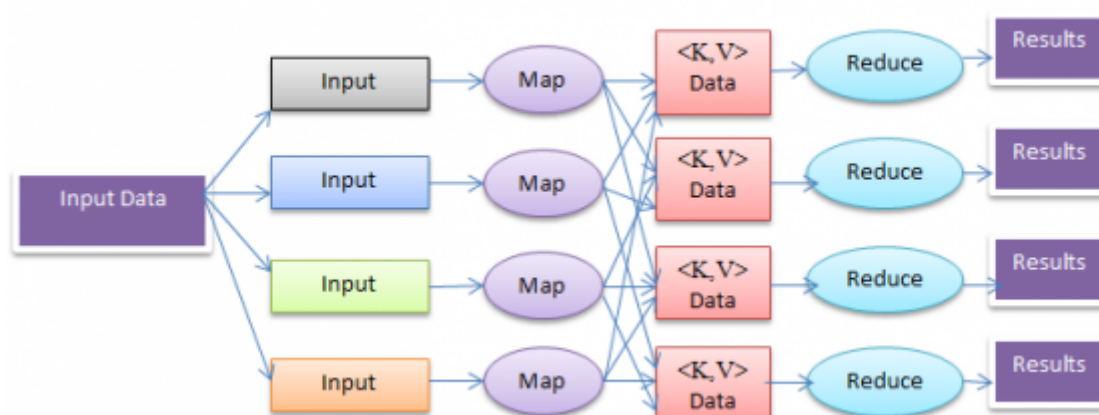 Input Data
Input
Map
<K,V>
Data
Reduce
Results
Input
Map
<K,V>
Data
Reduce
Results
Input
Map
<K,V>
Data
Reduce
Results
Input
Map
<K,V>
Data
Reduce
Results